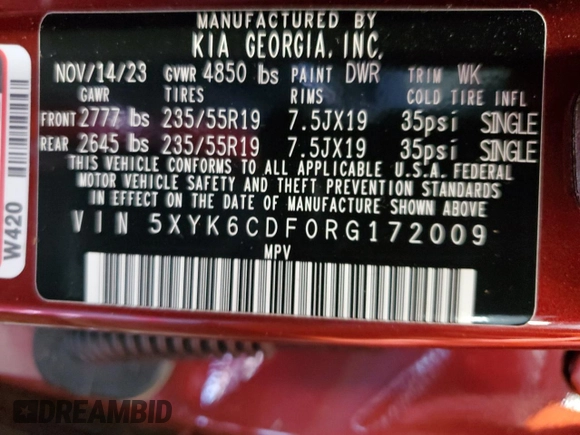 MANUFACTURED BY
KIA GEORGIA, INC.
NOV/14/23 GVWR 4850 lbs PAINT DWR TRIM WK
GAWR TIRES RIMS COLD TIRE INFL
FRONT 2777 lbs 235/55R19 7.5JX19 35psi SINGLE
REAR 2645 lbs 235/55R19 7.5JX19 35psi SINGLE
THIS VEHICLE CONFORMS TO ALL APPLICABLE U.S.A. FEDERAL
MOTOR VEHICLE SAFETY AND THEFT PREVENTION STANDARDS
IN EFFECT ON THE DATE OF MANUFACTURE SHOWN ABOVE
VIN 5XYK6CDF0RG172009
MPV
W420
DREAMBID